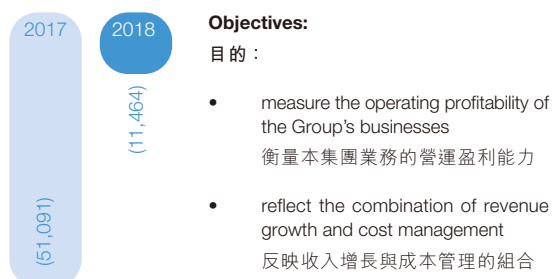 2017
2018
(51,091)
(11,464)
Objectives:
目的：
• measure the operating profitability of
the Group's businesses
衡量本集團業務的營運盈利能力
• reflect the combination of revenue
growth and cost management
反映收入增長與成本管理的組合